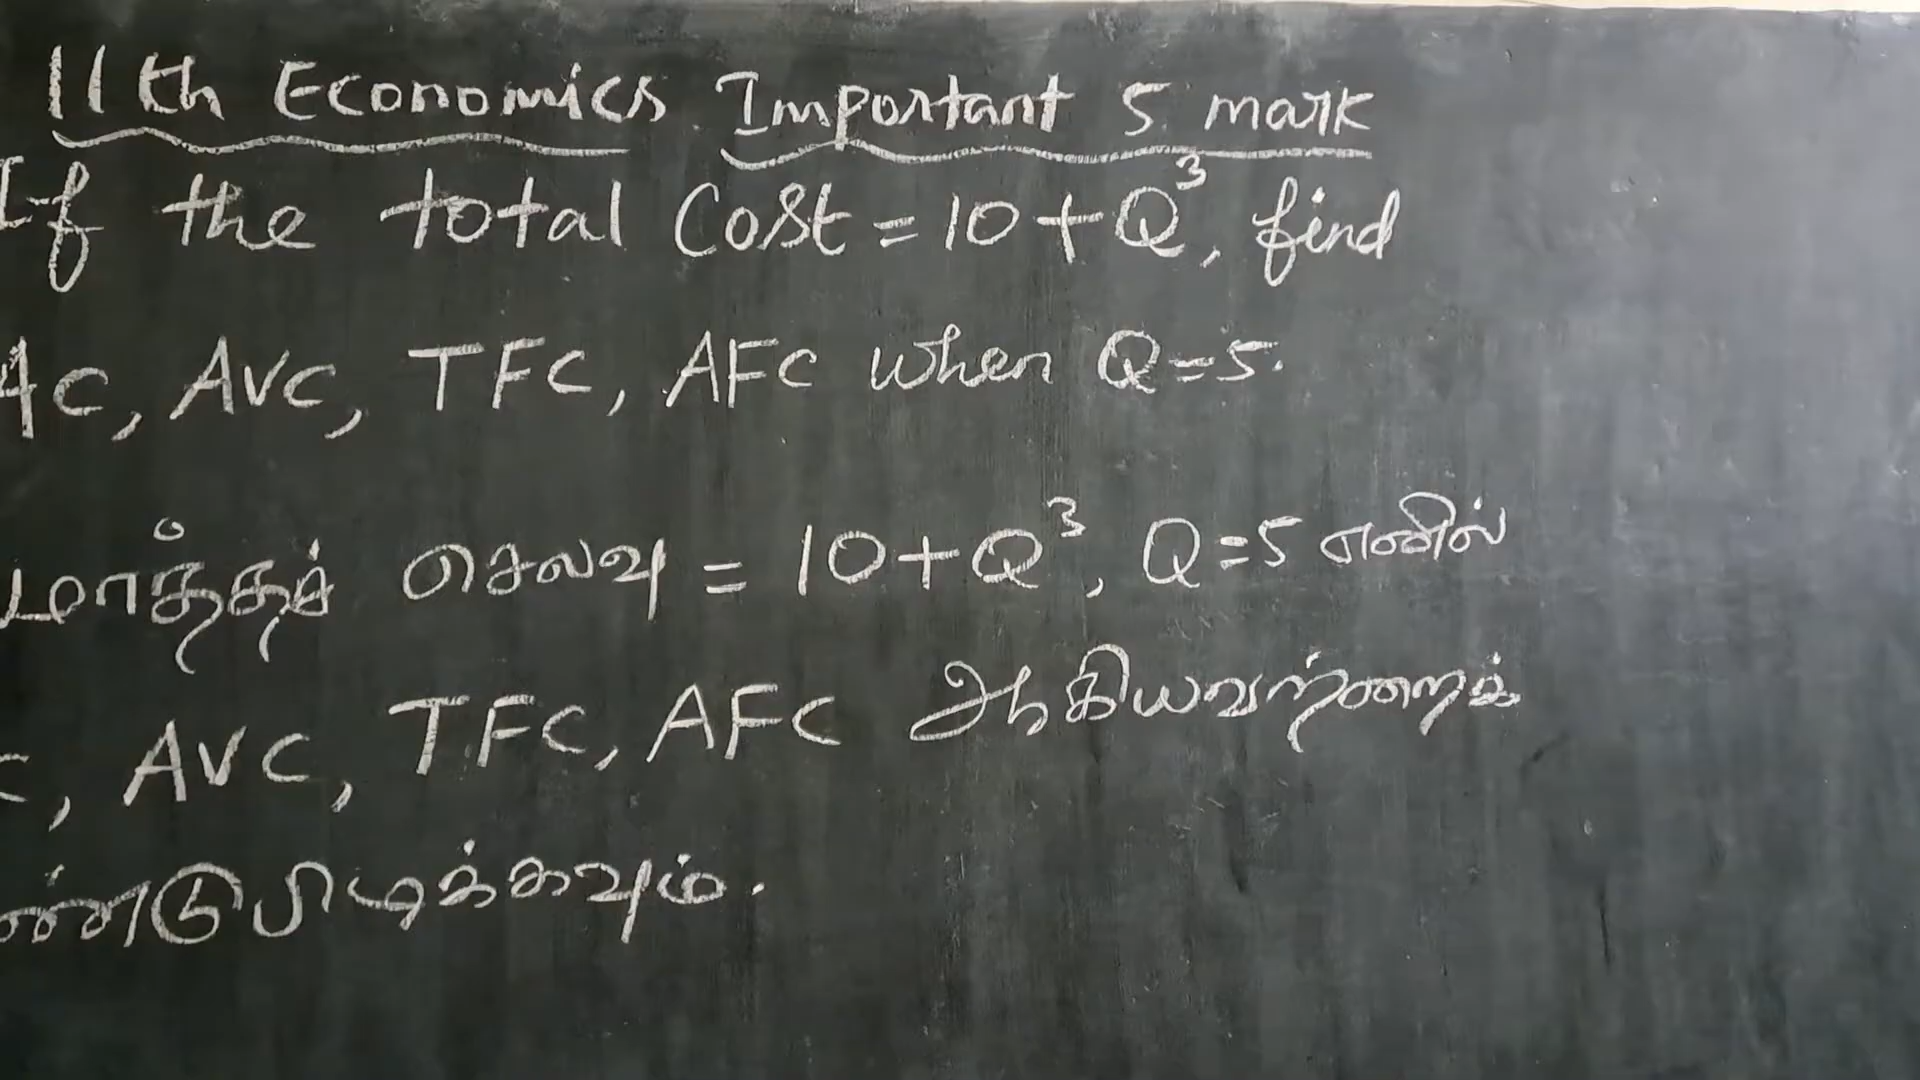 11th Economics Important 5 mark
If the total Cost = 10 + Q³, find
AC, AVC, TFC, AFC when Q=5.
மொத்தச் செலவு = 10 + Q³, Q=5 எனில்
C, AVC, TFC, AFC ஆகியவற்றைக்
ண்டுபிடிக்கவும்.